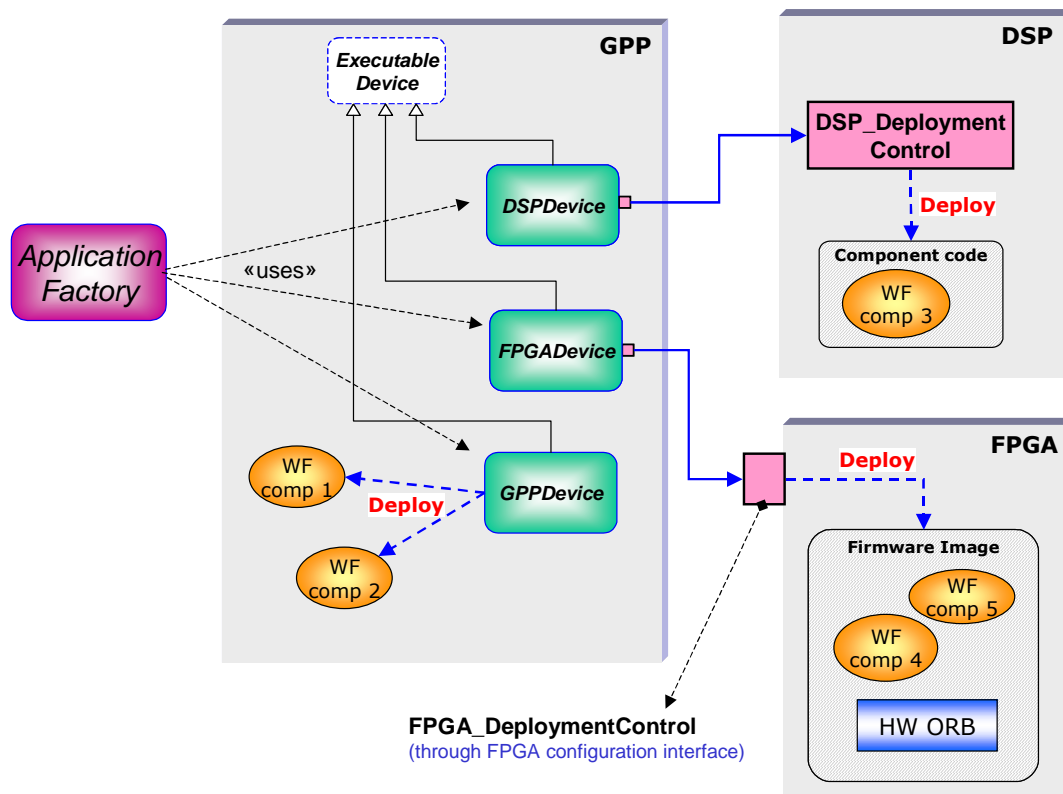 GPP
Executable
Device
DSPDevice
Application
Factory
«uses»
FPGADevice
GPPDevice
WF
comp 1
Deploy
WF
comp 2
DSP
DSP_Deployment
Control
Deploy
Component code
WF
comp 3
FPGA
Deploy
Firmware Image
WF
comp 5
WF
comp 4
HW ORB
FPGA_DeploymentControl
(through FPGA configuration interface)